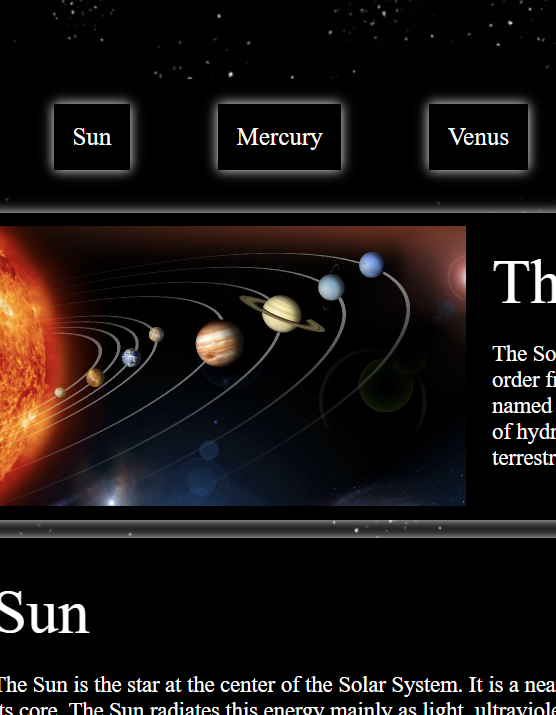 Sun
Mercury
Venus
Th
The So
order f
named
of hydr
terrestr
Sun
The Sun is the star at the center of the Solar System. It is a nea
its core. The Sun radiates this energy mainly as light, ultraviole